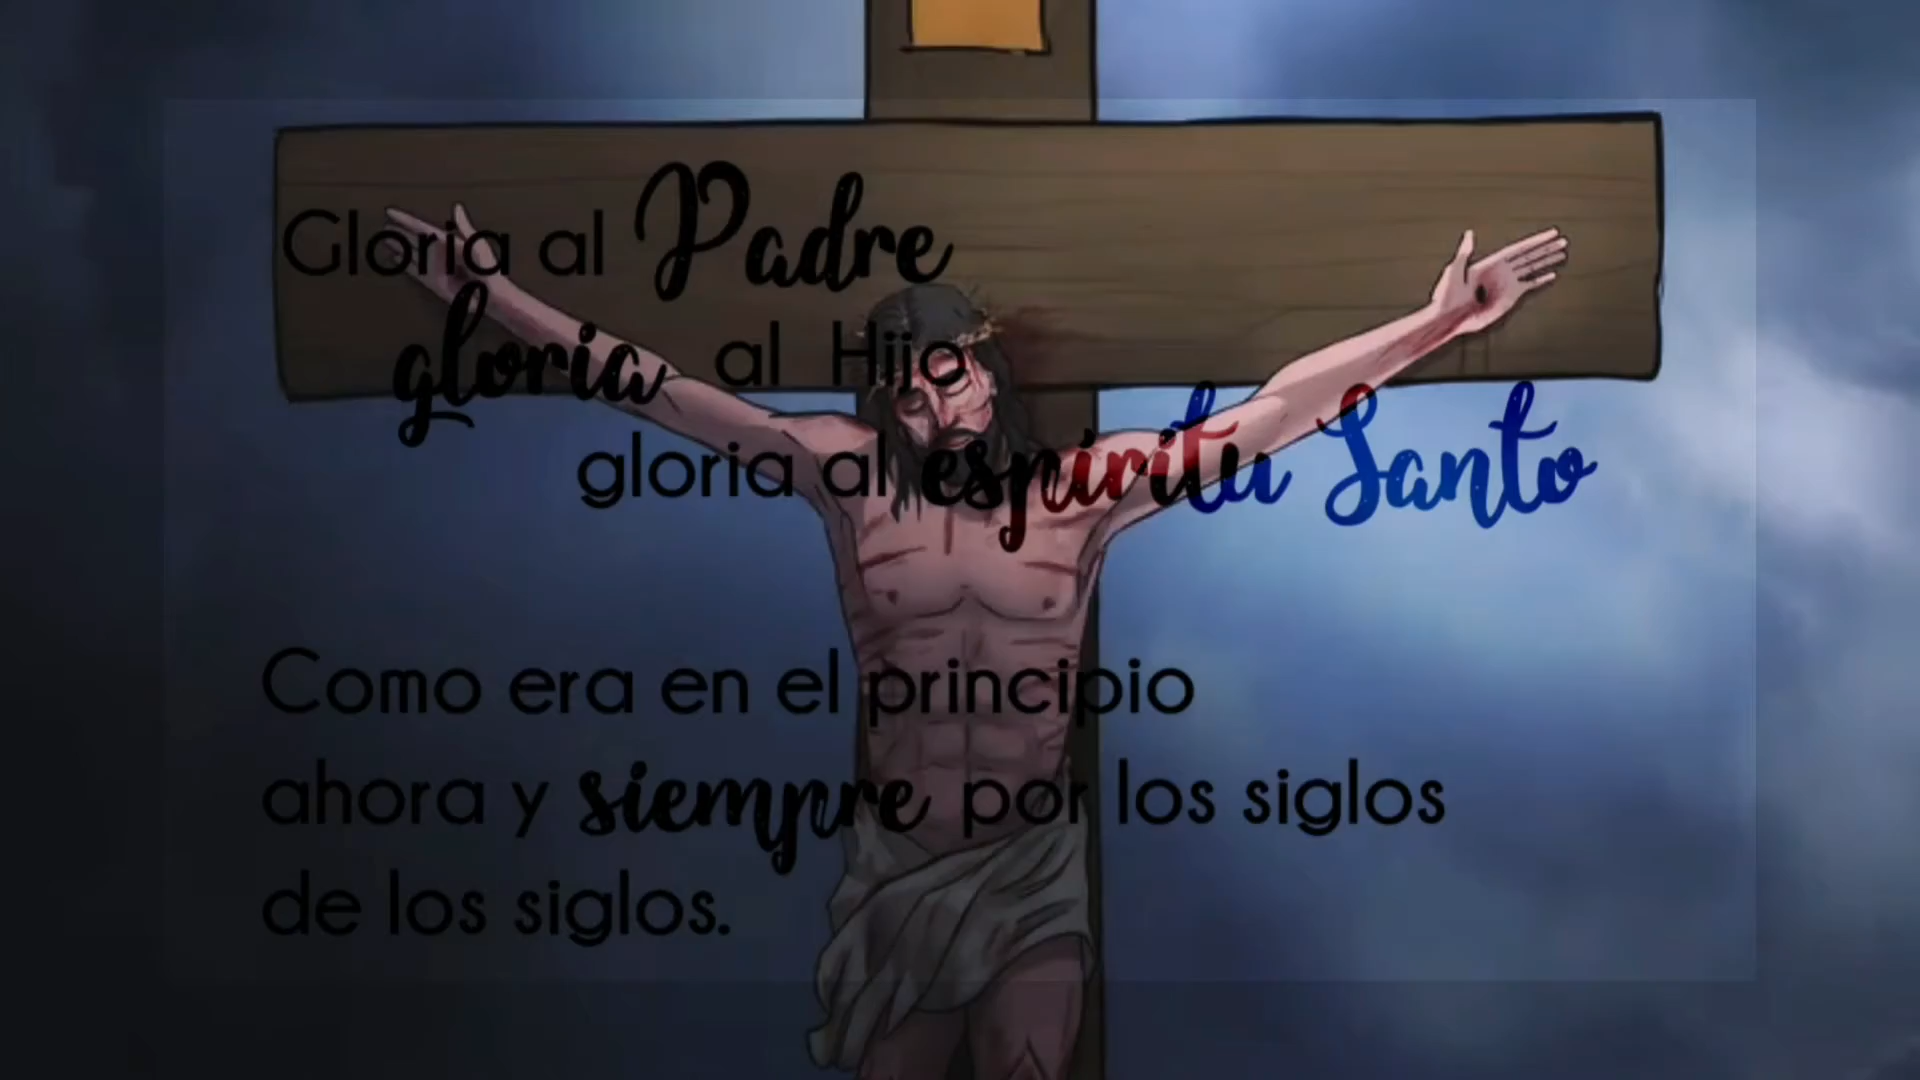 Gloria al Padre
gloria al Hijo
gloria al espíritu Santo
Como era en el principio
ahora y siempre por los siglos
de los siglos.